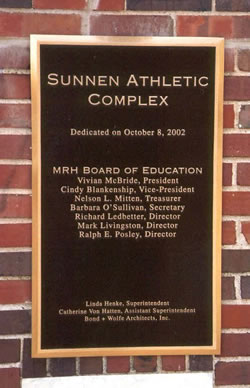 SUNNEN ATHLETIC
COMPLEX
Dedicated on October 8, 2002
MRH BOARD OF EDUCATION
Vivian McBride, President
Cindy Blankenship, Vice-President
Nelson L. Mitten, Treasurer
Barbara O'Sullivan, Secretary
Richard Ledbetter, Director
Mark Livingston, Director
Ralph E. Posley, Director
Linda Henke, Superintendent
Catherine Von Hatten, Assistant Superintendent
Bond + Wolfe Architects, Inc.